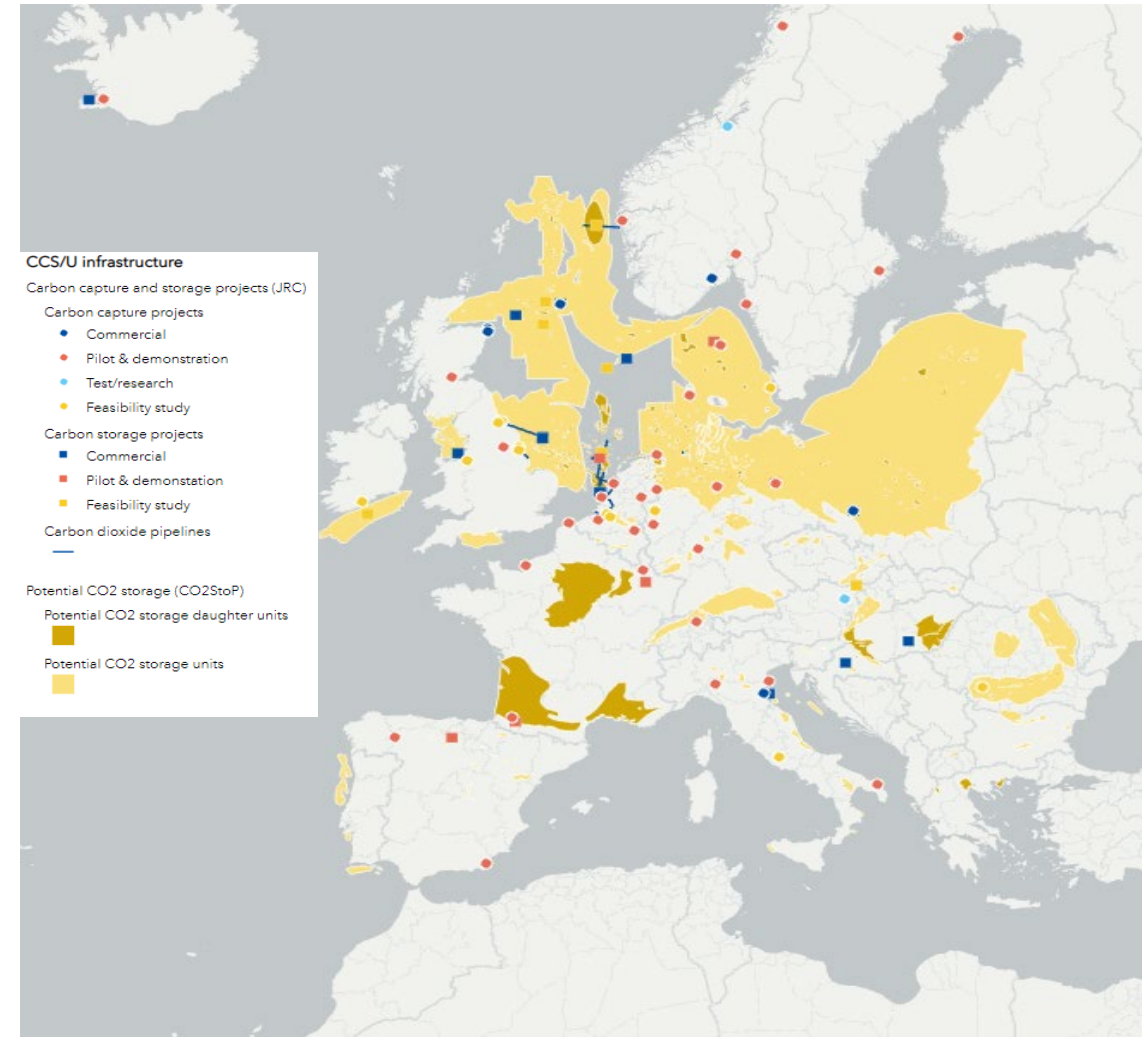 CCS/U infrastructure
Carbon capture and storage projects (JRC)
Carbon capture projects
Commercial
Pilot & demonstration
Test/research
Feasibility study
Carbon storage projects
Commercial
Pilot & demonstation
Feasibility study
Carbon dioxide pipelines
Potential CO2 storage (CO2StoP)
Potential CO2 storage daughter units
Potential CO2 storage units